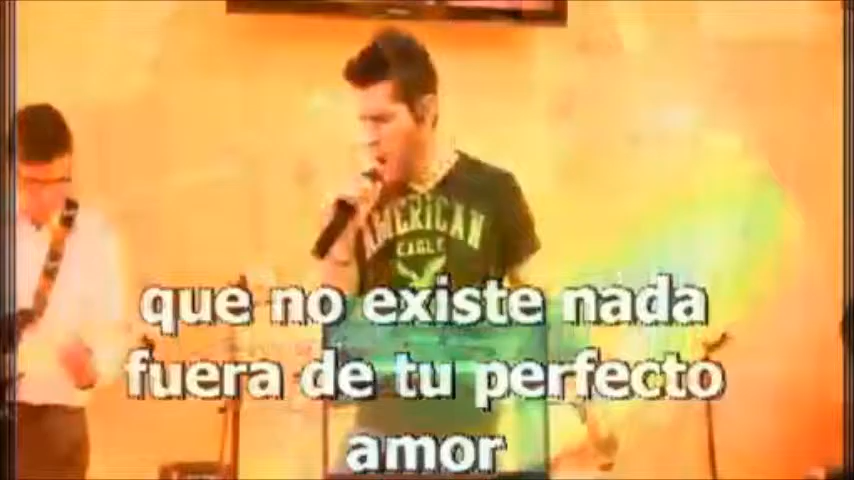 AMERICAN
EAGLE
que no existe nada
fuera de tu perfecto
amor